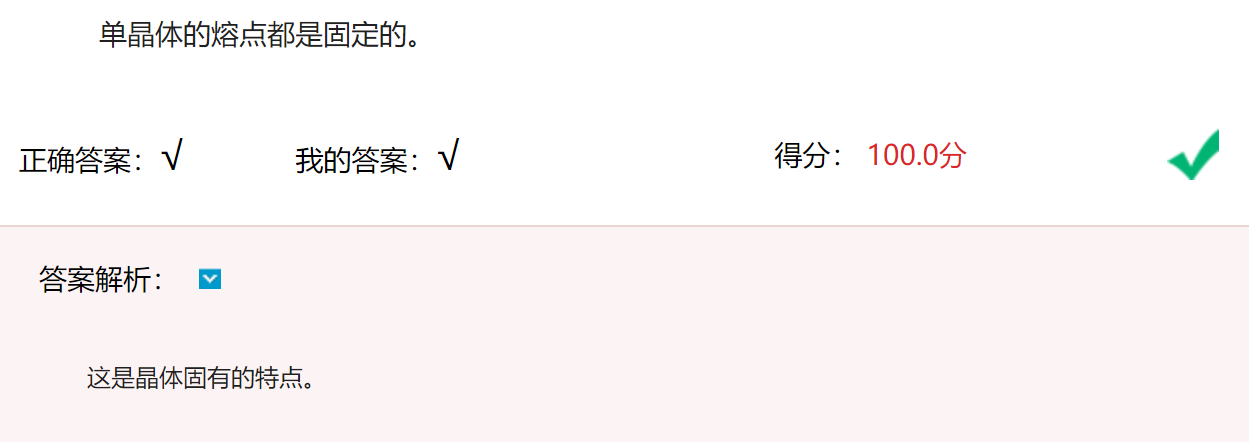 单晶体的熔点都是固定的。
正确答案：√ 我的答案：√ 得分：100.0分
答案解析：
这是晶体固有的特点。